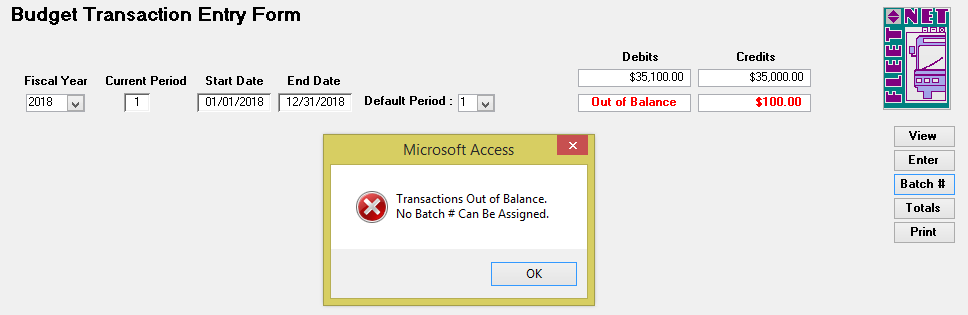 Budget Transaction Entry Form
FLEET NET
Debits Credits
$35,100.00 $35,000.00
Fiscal Year Current Period Start Date End Date
2018 1 01/01/2018 12/31/2018 Default Period : 1
Out of Balance $100.00
View
Enter
Batch #
Totals
Print
Microsoft Access
Transactions Out of Balance.
No Batch # Can Be Assigned.
OK